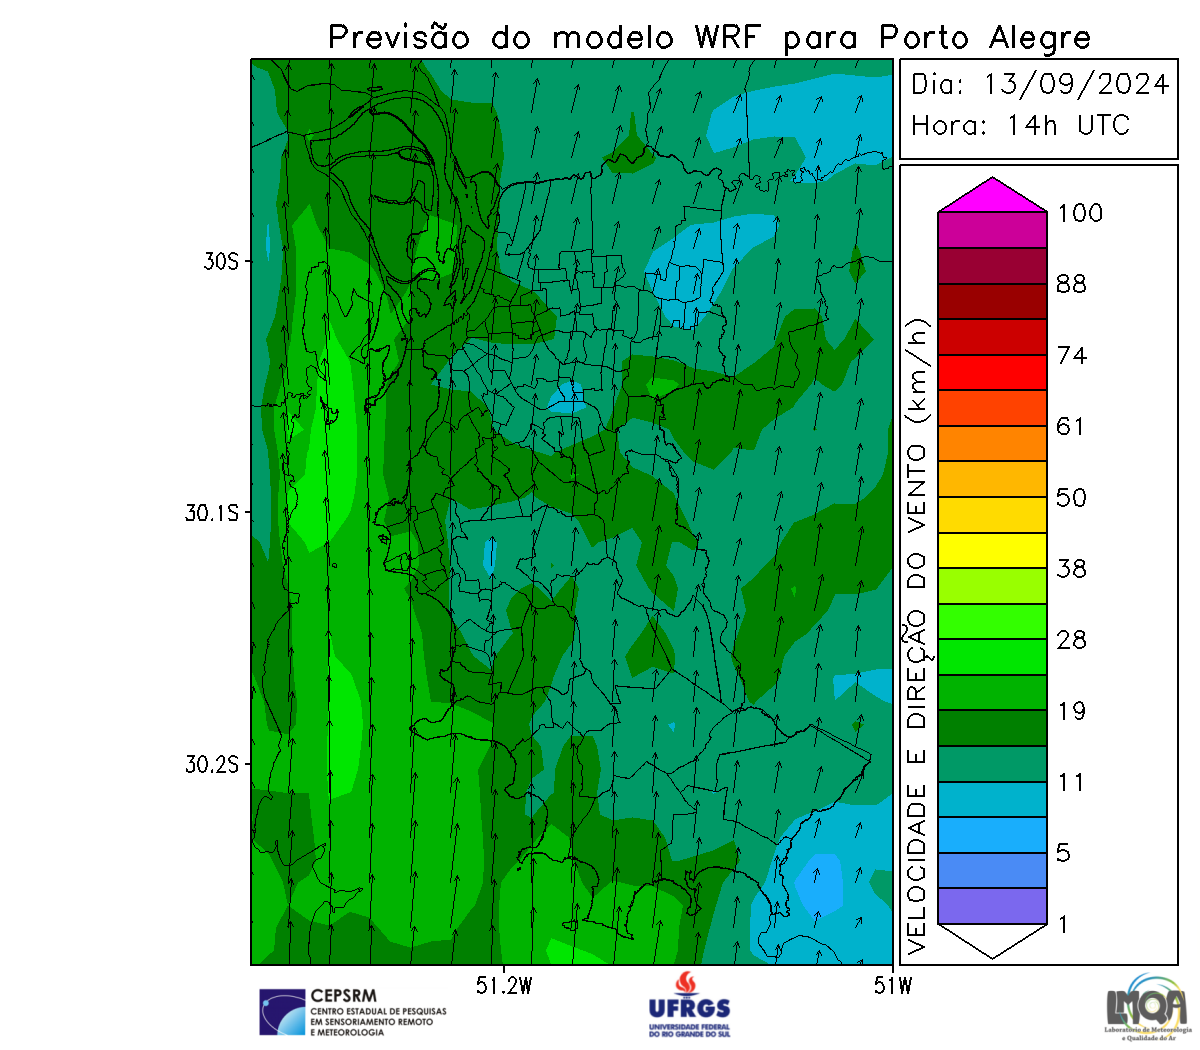 Previsão do modelo WRF para Porto Alegre
Dia: 13/09/2024
Hora: 14h UTC
30S
30.1S
30.2S
51.2W
51W
VELOCIDADE E DIREÇÃO DO VENTO (km/h)
100
88
74
61
50
38
28
19
11
5
1
CEPSRM
CENTRO ESTADUAL DE PESQUISAS
EM SENSORIAMENTO REMOTO
E METEOROLOGIA
UFRGS
UNIVERSIDADE FEDERAL
DO RIO GRANDE DO SUL
LMQA
Laboratório de Meteorologia
e Qualidade do Ar